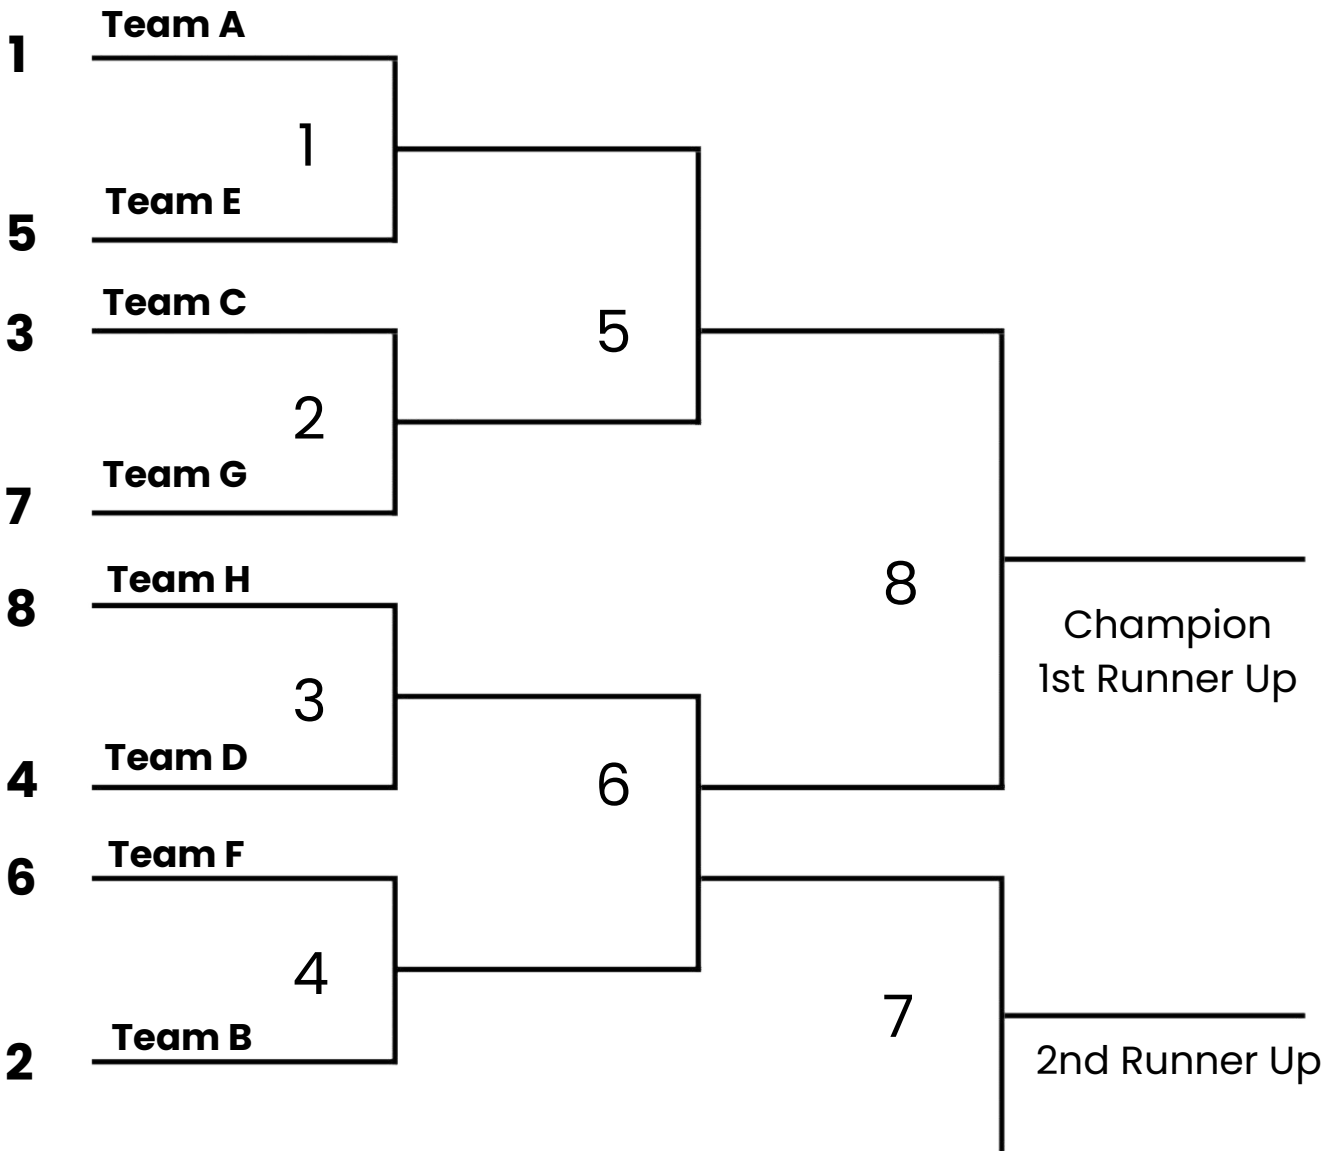 1 Team A
1
5 Team E
3 Team C
5
2
7 Team G
8 Team H
8
Champion
1st Runner Up
3
4 Team D
6
6 Team F
4
7
2 Team B
2nd Runner Up